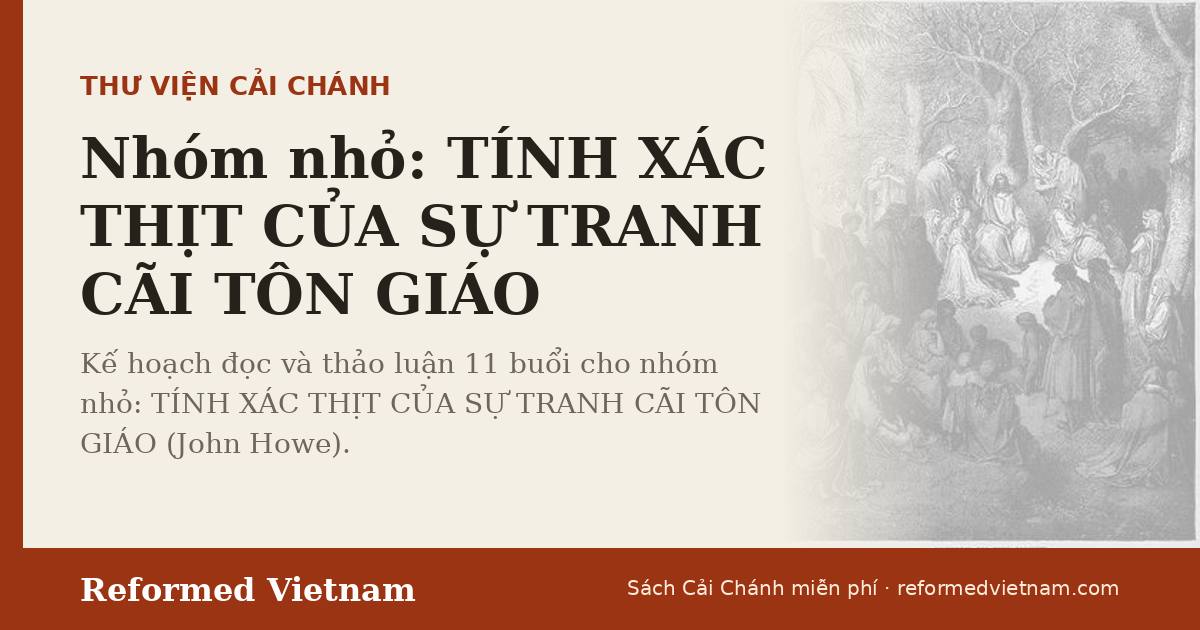 THƯ VIỆN CẢI CHÁNH
Nhóm nhỏ: TÍNH XÁC
THỊT CỦA SỰ TRANH
CÃI TÔN GIÁO
Kế hoạch đọc và thảo luận 11 buổi cho nhóm
nhỏ: TÍNH XÁC THỊT CỦA SỰ TRANH CÃI TÔN
GIÁO (John Howe).
Reformed Vietnam
Sách Cải Chánh miễn phí · reformedvietnam.com